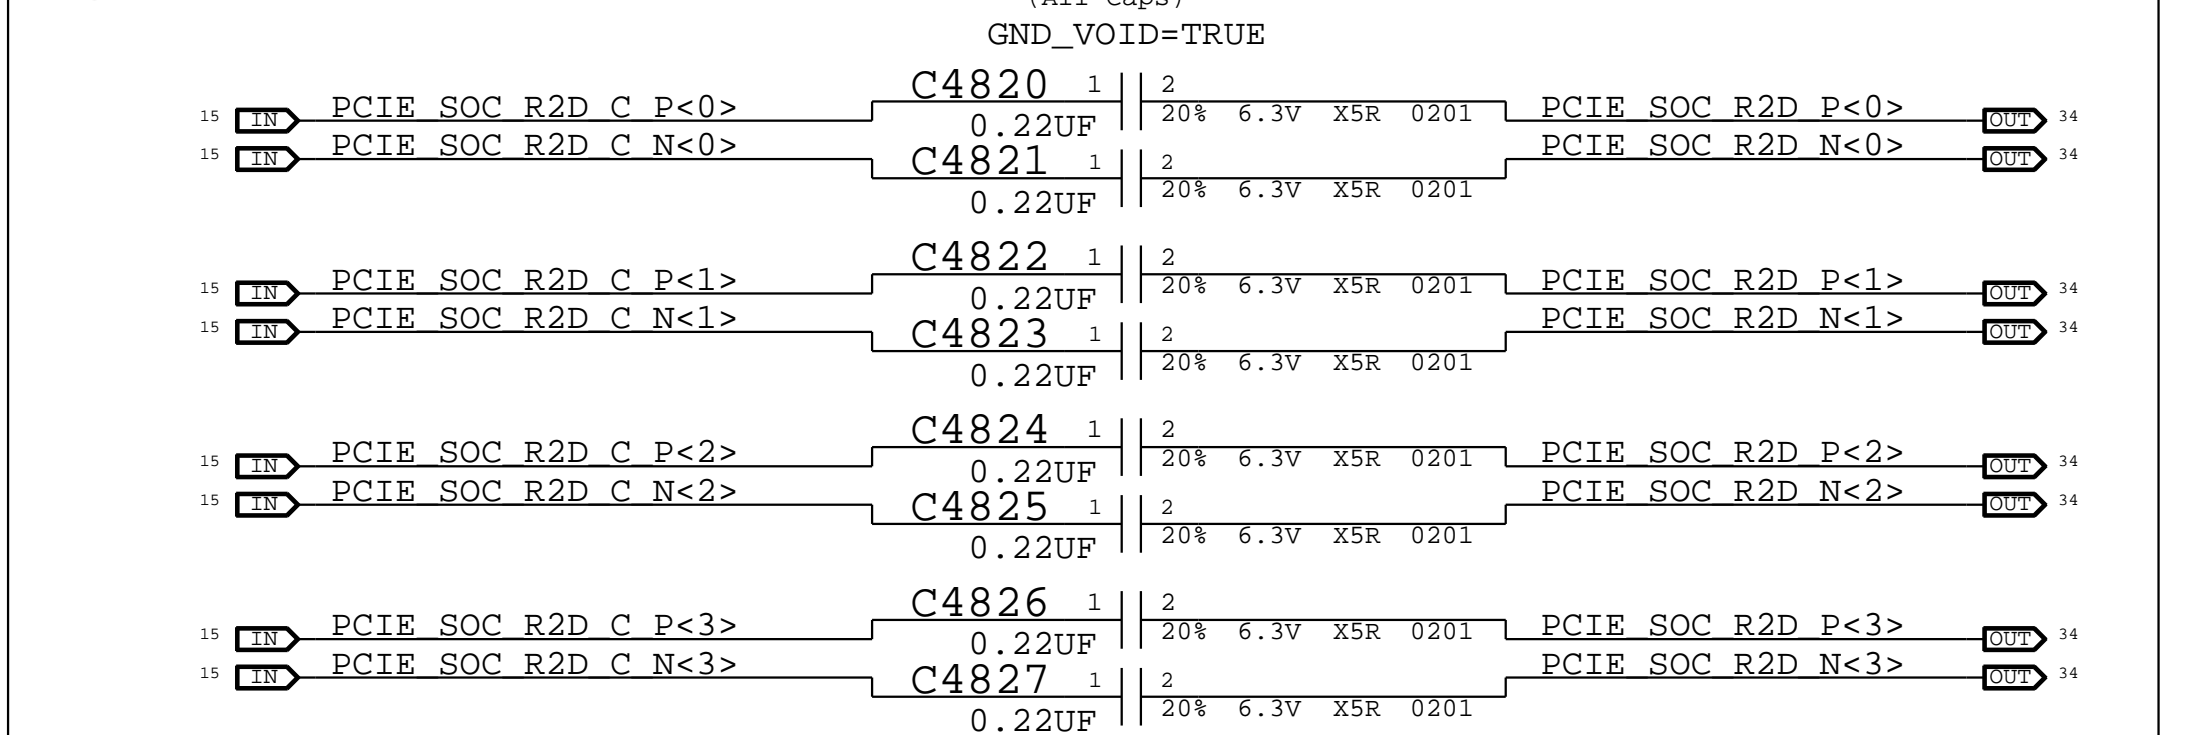 (All Caps)
GND_VOID=TRUE
C4820 1 2
15 IN PCIE_SOC_R2D_C_P<0> 20% 6.3V X5R 0201 PCIE_SOC_R2D_P<0> OUT 34
0.22UF
15 IN PCIE_SOC_R2D_C_N<0> C4821 1 2 PCIE_SOC_R2D_N<0> OUT 34
20% 6.3V X5R 0201
0.22UF
C4822 1 2
15 IN PCIE_SOC_R2D_C_P<1> 20% 6.3V X5R 0201 PCIE_SOC_R2D_P<1> OUT 34
0.22UF
15 IN PCIE_SOC_R2D_C_N<1> C4823 1 2 PCIE_SOC_R2D_N<1> OUT 34
20% 6.3V X5R 0201
0.22UF
C4824 1 2
15 IN PCIE_SOC_R2D_C_P<2> 20% 6.3V X5R 0201 PCIE_SOC_R2D_P<2> OUT 34
0.22UF
15 IN PCIE_SOC_R2D_C_N<2> C4825 1 2 PCIE_SOC_R2D_N<2> OUT 34
20% 6.3V X5R 0201
0.22UF
C4826 1 2
15 IN PCIE_SOC_R2D_C_P<3> 20% 6.3V X5R 0201 PCIE_SOC_R2D_P<3> OUT 34
0.22UF
15 IN PCIE_SOC_R2D_C_N<3> C4827 1 2 PCIE_SOC_R2D_N<3> OUT 34
20% 6.3V X5R 0201
0.22UF